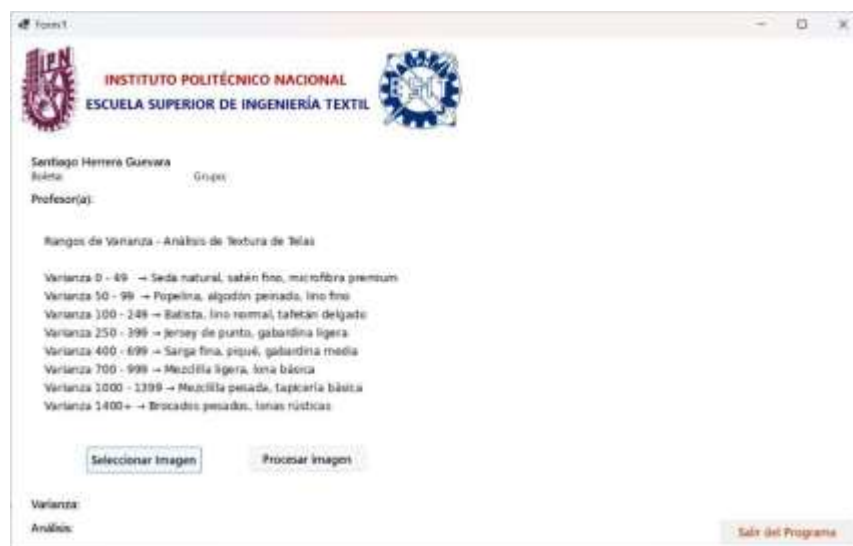 Form1
IPN
INSTITUTO POLITÉCNICO NACIONAL
ESCUELA SUPERIOR DE INGENIERÍA TEXTIL
ESIT
Santiago Herrera Guevara
Boleta: Grupo:
Profesor(a):
Rangos de Varianza - Análisis de Textura de Telas
Varianza 0 - 49 → Seda natural, satén fino, microfibra premium
Varianza 50 - 99 → Popelina, algodón peinado, lino fino
Varianza 100 - 249 → Batista, lino normal, tafetán delgado
Varianza 250 - 399 → Jersey de punto, gabardina ligera
Varianza 400 - 699 → Sarga fina, piqué, gabardina media
Varianza 700 - 999 → Mezclilla ligera, lona básica
Varianza 1000 - 1399 → Mezclilla pesada, tapicería básica
Varianza 1400+ → Brocados pesados, lonas rústicas
Seleccionar Imagen Procesar Imagen
Varianza:
Análisis:
Salir del Programa